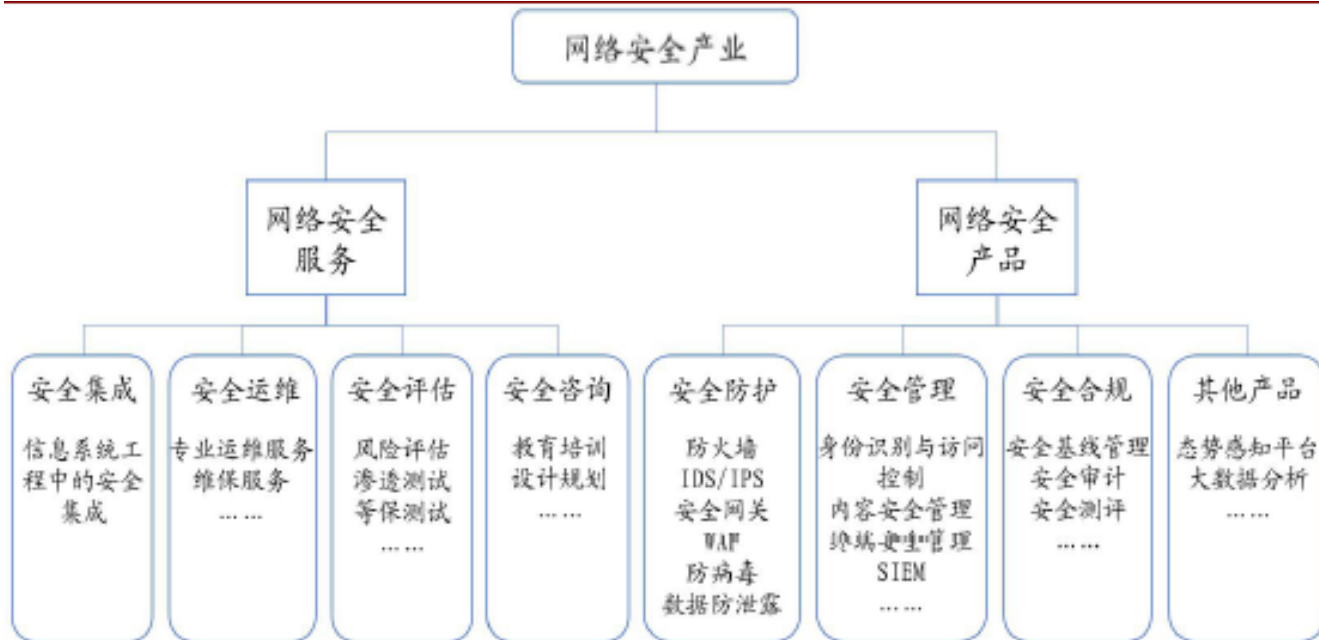 网络安全产业
网络安全
服务
网络安全
产品
安全集成
信息系统工
程中的安全
集成
安全运维
专业运维服务
维保服务
……
安全评估
风险评估
渗透测试
等保测试
……
安全咨询
教育培训
设计规划
……
安全防护
防火墙
IDS/IPS
安全网关
WAF
防病毒
数据防泄露
安全管理
身份识别与访问
控制
内容安全管理
终端安全管理
SIEM
……
安全合规
安全基线管理
安全审计
安全测评
……
其他产品
态势感知平台
大数据分析
……